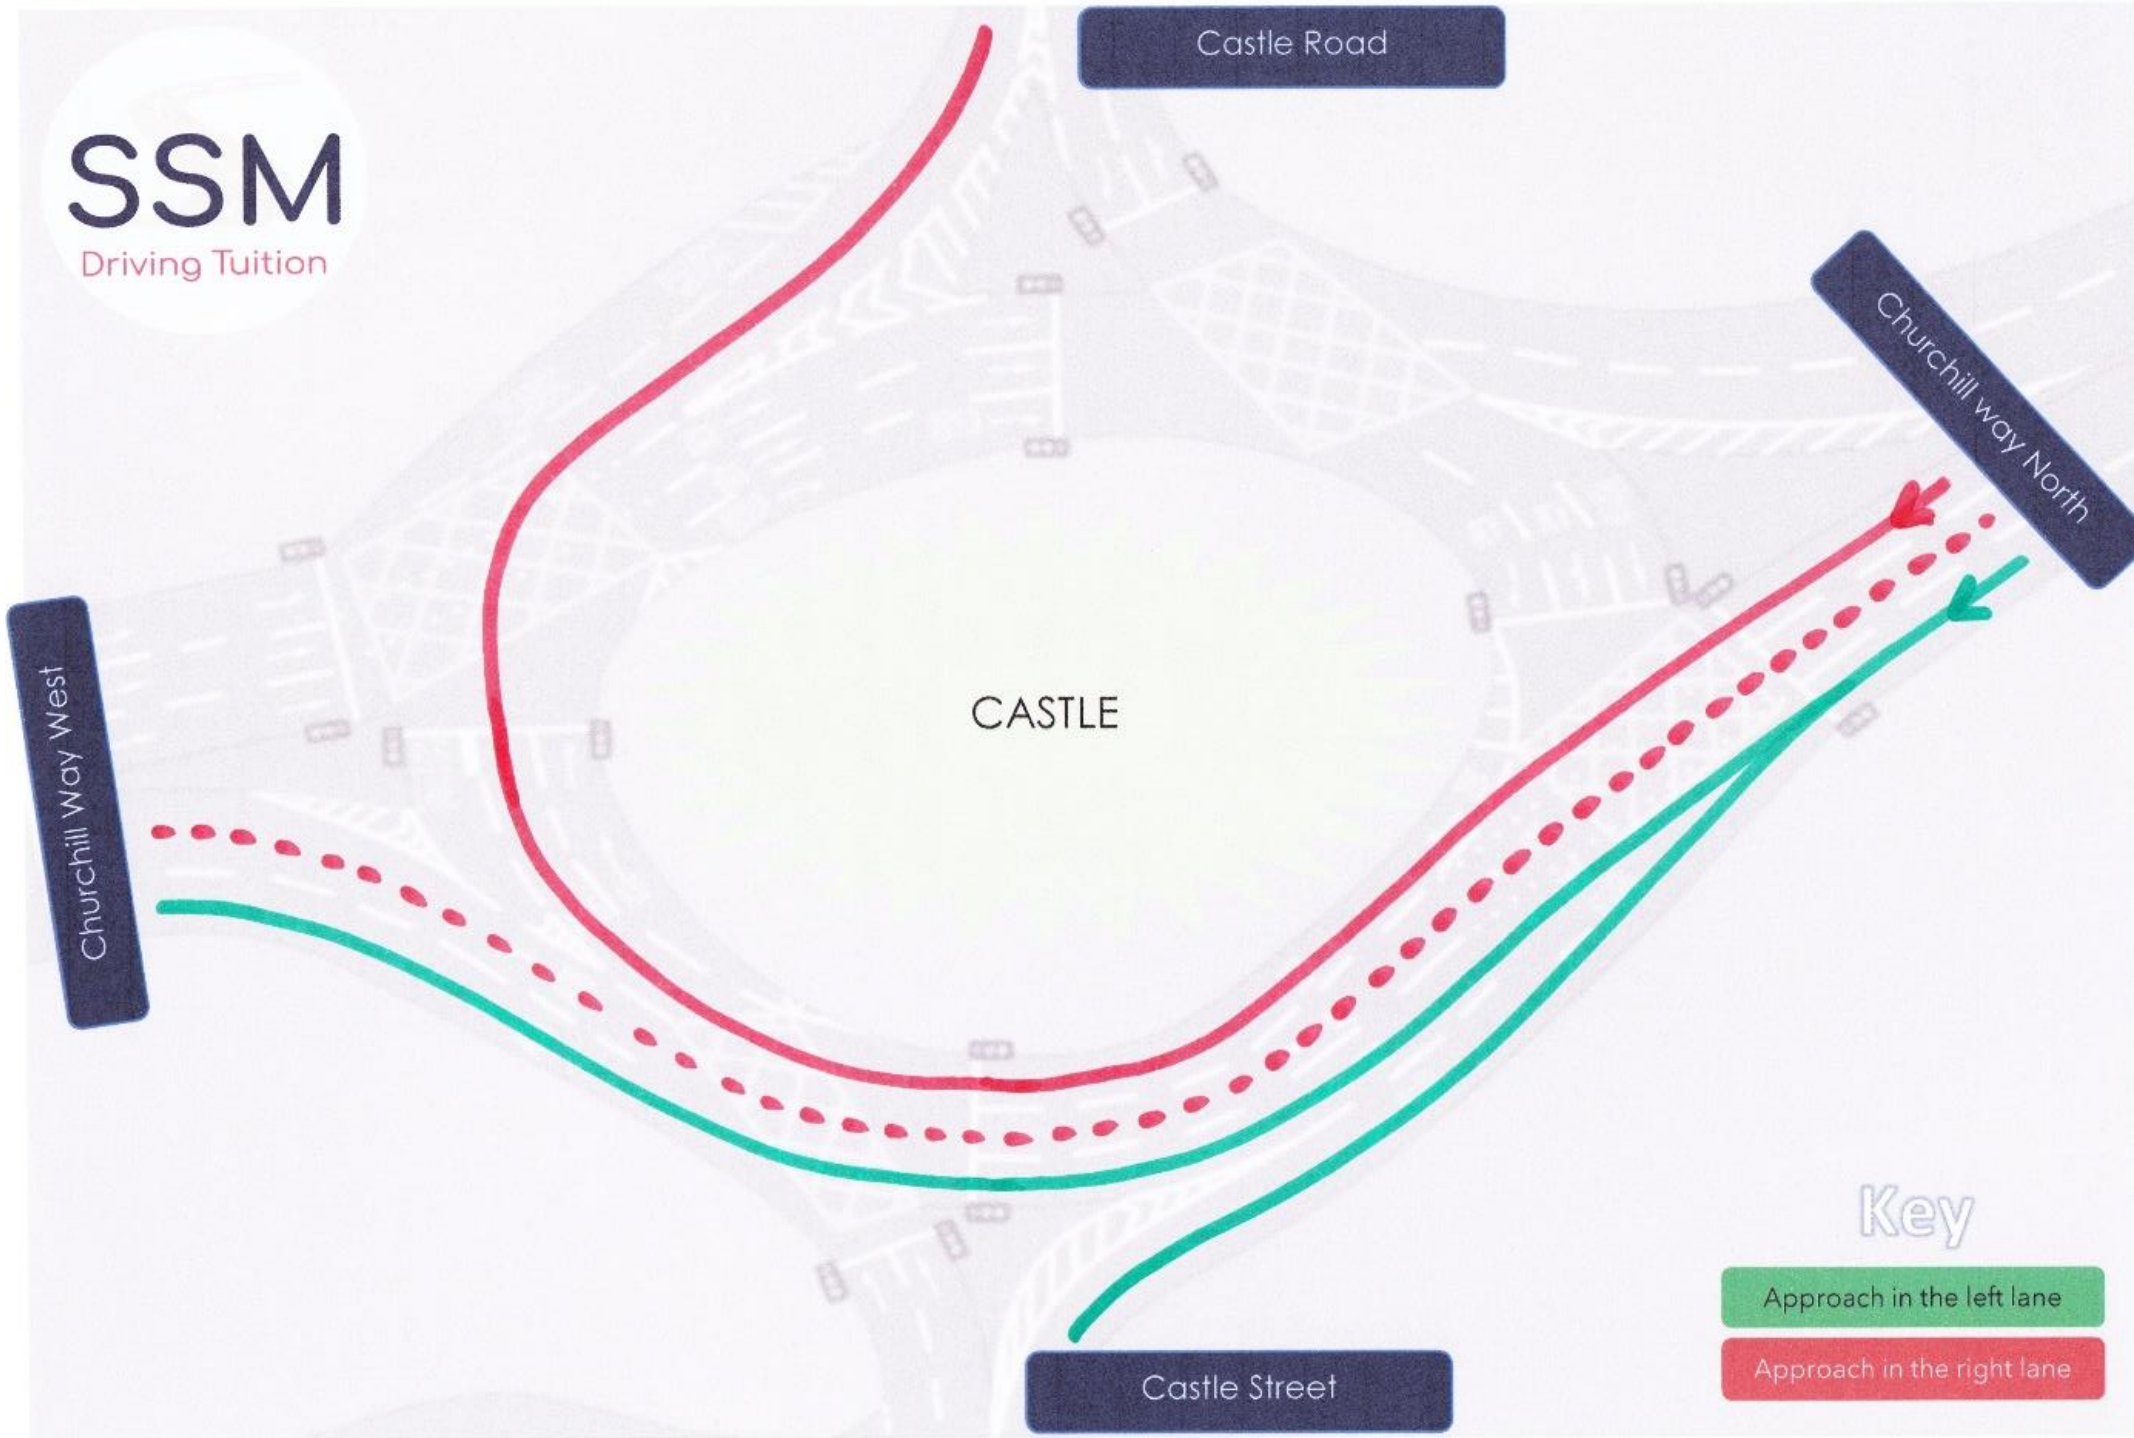 Castle Road
SSM
Driving Tuition
Churchill way North
Churchill Way West
CASTLE
Key
Approach in the left lane
Approach in the right lane
Castle Street